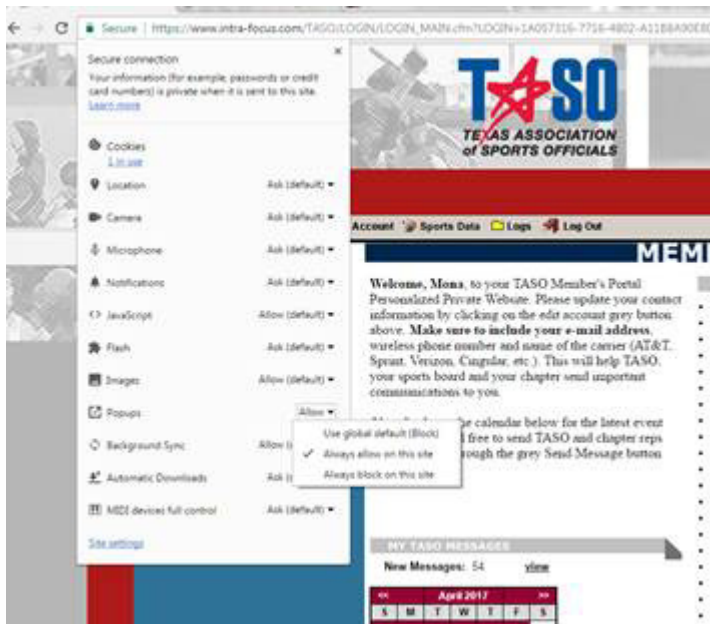 Secure https://www.intra-focus.com/TASO/LOGIN/LOGIN_MAIN.cfm?LOGIN=1A057316-7716-4802-A11B8A00E80
Secure connection
Your information (for example, passwords or credit
card numbers) is private when it is sent to this site.
Learn more
Cookies
1 in use
Location Ask (default)
Camera Ask (default)
Microphone Ask (default)
Notifications Ask (default)
JavaScript Allow (default)
Flash Ask (default)
Images Allow (default)
Popups Allow
Use global default (Block)
Always allow on this site
Always block on this site
Background Sync Allow
Automatic Downloads Ask
MIDI devices full control Ask (default)
Site settings
TASO
TEXAS ASSOCIATION
of SPORTS OFFICIALS
Account Sports Data Logs Log Out
MEM
Welcome, Mona, to your TASO Member's Portal
Personalized Private Website. Please update your contact
information by clicking on the edit account grey button
above. Make sure to include your e-mail address,
wireless phone number and name of the carrier (AT&T,
Sprint, Verizon, Cingular, etc.). This will help TASO,
your sports board and your chapter send important
communications to you.
calendar below for the latest event
free to send TASO and chapter reps
through the grey Send Message button
MY TASO MESSAGES
New Messages: 54 view
<< April 2017 >>
S M T W T F S